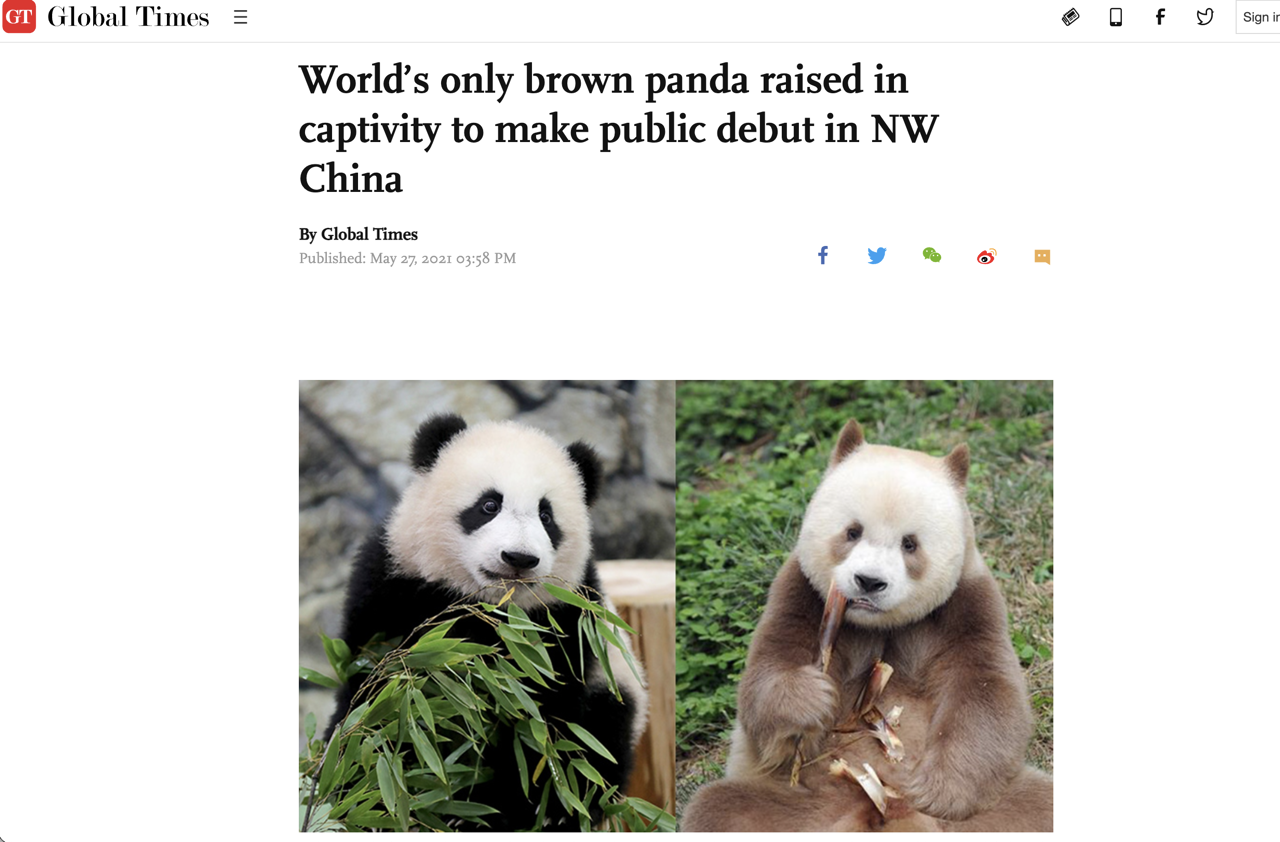 GT Global Times
Sign in
World's only brown panda raised in
captivity to make public debut in NW
China
By Global Times
Published: May 27, 2021 03:58 PM